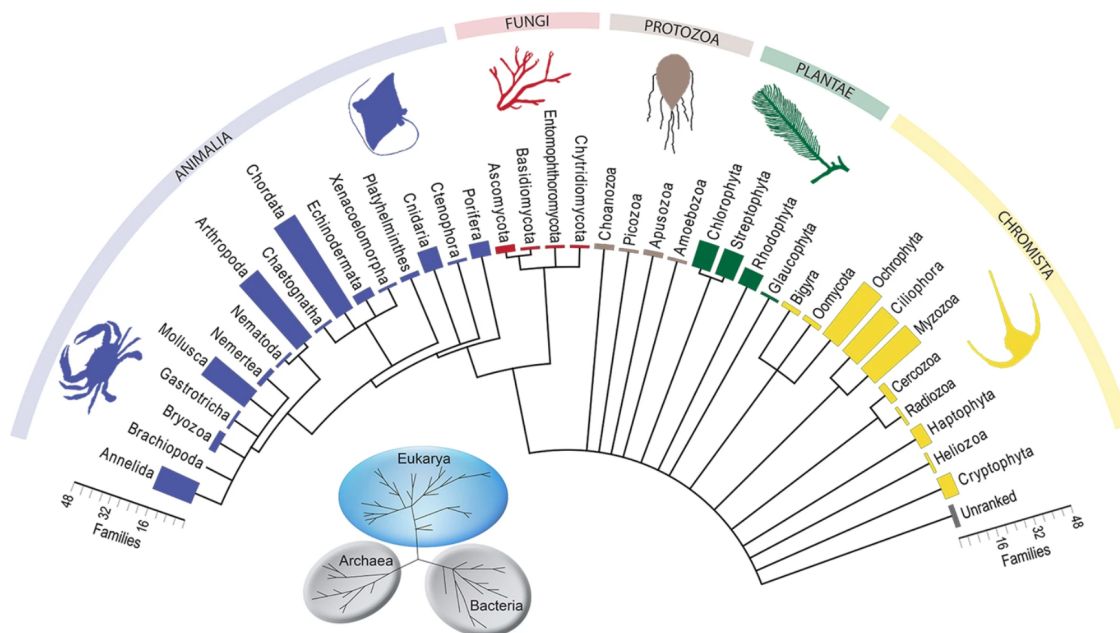 ANIMALIA
FUNGI
PROTOZOA
PLANTAE
CHROMISTA
Annelida
Brachiopoda
Bryozoa
Gastrotricha
Mollusca
Nemertea
Nematoda
Arthropoda
Chaetognatha
Chordata
Echinodermata
Xenacoelomorpha
Platyhelminthes
Cnidaria
Ctenophora
Porifera
Ascomycota
Basidiomycota
Entomophthoromycota
Chytridiomycota
Choanozoa
Picozoa
Apusozoa
Amoebozoa
Chlorophyta
Streptophyta
Rhodophyta
Glaucophyta
Bigyra
Oomycota
Ochrophyta
Ciliophora
Myzozoa
Cercozoa
Radiozoa
Haptophyta
Heliozoa
Cryptophyta
Unranked
48 32 16
Families
16 32 48
Families
Eukarya
Archaea
Bacteria